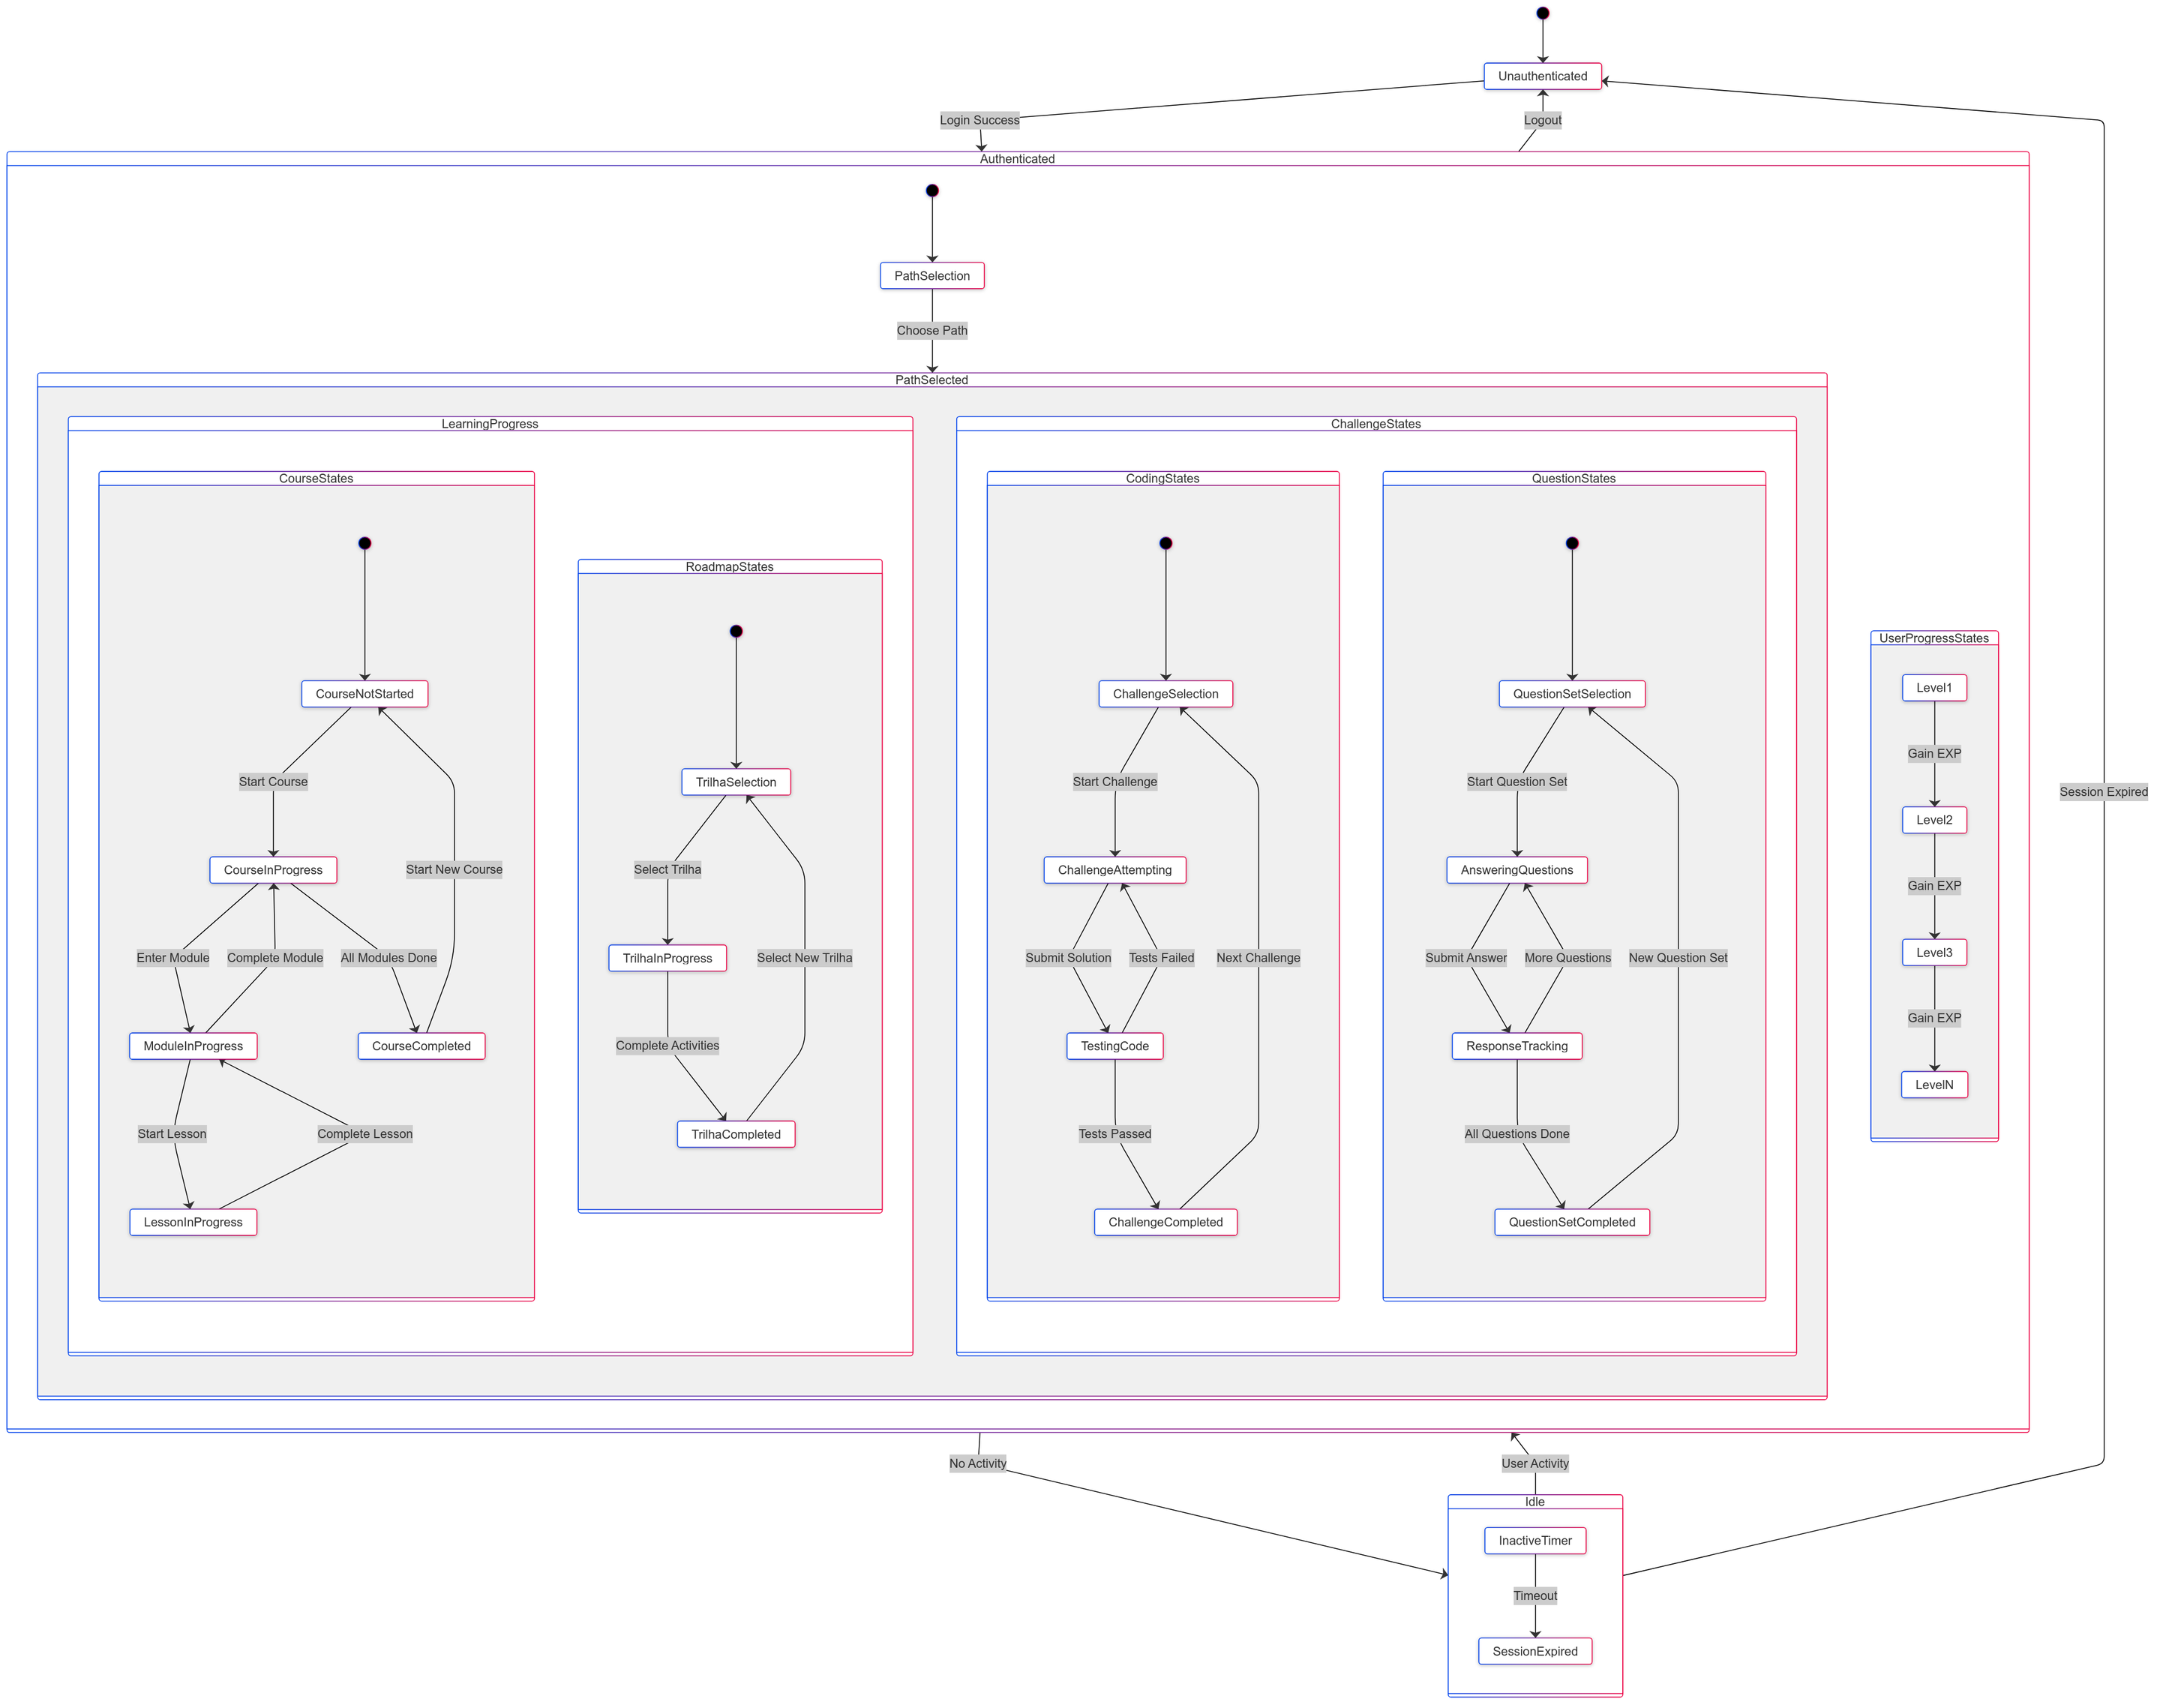 Unauthenticated
Login Success
Logout
Authenticated
PathSelection
Choose Path
PathSelected
LearningProgress
CourseStates
CourseNotStarted
Start Course
CourseInProgress
Start New Course
Enter Module
Complete Module
All Modules Done
ModuleInProgress
CourseCompleted
Start Lesson
Complete Lesson
LessonInProgress
RoadmapStates
TrilhaSelection
Select Trilha
TrilhaInProgress
Select New Trilha
Complete Activities
TrilhaCompleted
ChallengeStates
CodingStates
ChallengeSelection
Start Challenge
ChallengeAttempting
Submit Solution
Tests Failed
Next Challenge
TestingCode
Tests Passed
ChallengeCompleted
QuestionStates
QuestionSetSelection
Start Question Set
AnsweringQuestions
Submit Answer
More Questions
New Question Set
ResponseTracking
All Questions Done
QuestionSetCompleted
UserProgressStates
Level1
Gain EXP
Level2
Gain EXP
Level3
Gain EXP
LevelN
Session Expired
No Activity
User Activity
Idle
InactiveTimer
Timeout
SessionExpired